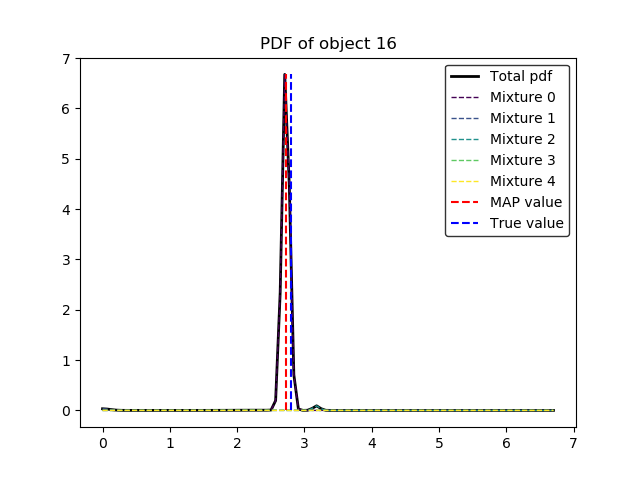 PDF of object 16
7
6
5
4
3
2
1
0
0 1 2 3 4 5 6 7
Total pdf
Mixture 0
Mixture 1
Mixture 2
Mixture 3
Mixture 4
MAP value
True value